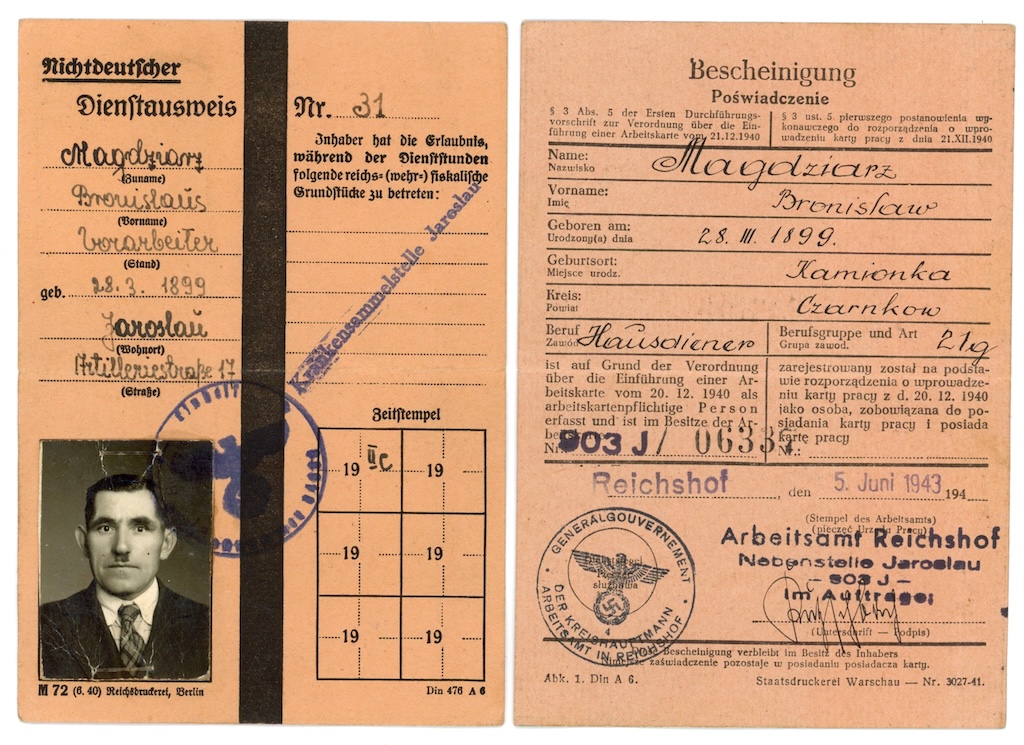 Nichtdeutscher
Dienstausweis
Magdziarz
(Zuname)
Bronislaus
(Vorname)
Vorarbeiter
(Stand)
geb. 28.3. 1899
Jaroslau
(Wohnort)
Artilleriestraße 17
(Straße)
M 72 (6. 40) Reichsdruckerei, Berlin
Nr. 31
Inhaber hat die Erlaubnis,
während der Dienststunden
folgende reichs- (wehr-) fiskalische
Grundstücke zu betreten:
Krankensammelstelle Jaroslau
Zeitstempel
19 IIC 19
19 19
19 19
Din 476 A 6
Bescheinigung
Poświadczenie
§ 3 Abs. 5 der Ersten Durchführungs-
vorschrift zur Verordnung über die Ein-
führung einer Arbeitskarte vom 21.12.1940
§ 3 ust. 5 pierwszego postanowienia wy-
konawczego do rozporządzenia o wpro-
wadzeniu karty pracy z dnia 21.XII.1940
Name: Magdziarz
Nazwisko
Vorname: Bronisław
Imię
Geboren am: 28. III. 1899.
Urodzony(a) dnia
Geburtsort: Kamionka
Miejsce urodz.
Kreis: Czarnkow
Powiat
Beruf Hausdiener
Zawód
Berufsgruppe und Art 21g
Grupa zawod.
ist auf Grund der Verordnung
über die Einführung einer Ar-
beitskarte vom 20. 12. 1940 als
arbeitskartenpflichtige Person
erfasst und ist im Besitze der Ar-
Nr. 903 J/
zarejestrowany został na podsta-
wie rozporządzenia o wprowadze-
niu karty pracy z d. 20. 12. 1940
jako osoba, zobowiązana do po-
siadania karty pracy i posiada
kartę pracy
Nr.:
Reichshof, den 5. Juni 1943 194
(Stempel des Arbeitsamts)
(pieczęć Urzędu Pracy)
Arbeitsamt Reichshof
Nebenstelle Jaroslau
- 903 J -
Im Auftrage:
(Unterschrift — Podpis)
GENERALGOUVERNEMENT
DER KREISHAUPTMANN
ARBEITSAMT IN REICHSHOF
4
Bescheinigung verbleibt im Besitz des Inhabers
zaświadczenie pozostaje w posiadaniu posiadacza karty.
Abk. 1. Din A 6.
Staatsdruckerei Warschau — Nr. 3027-41.